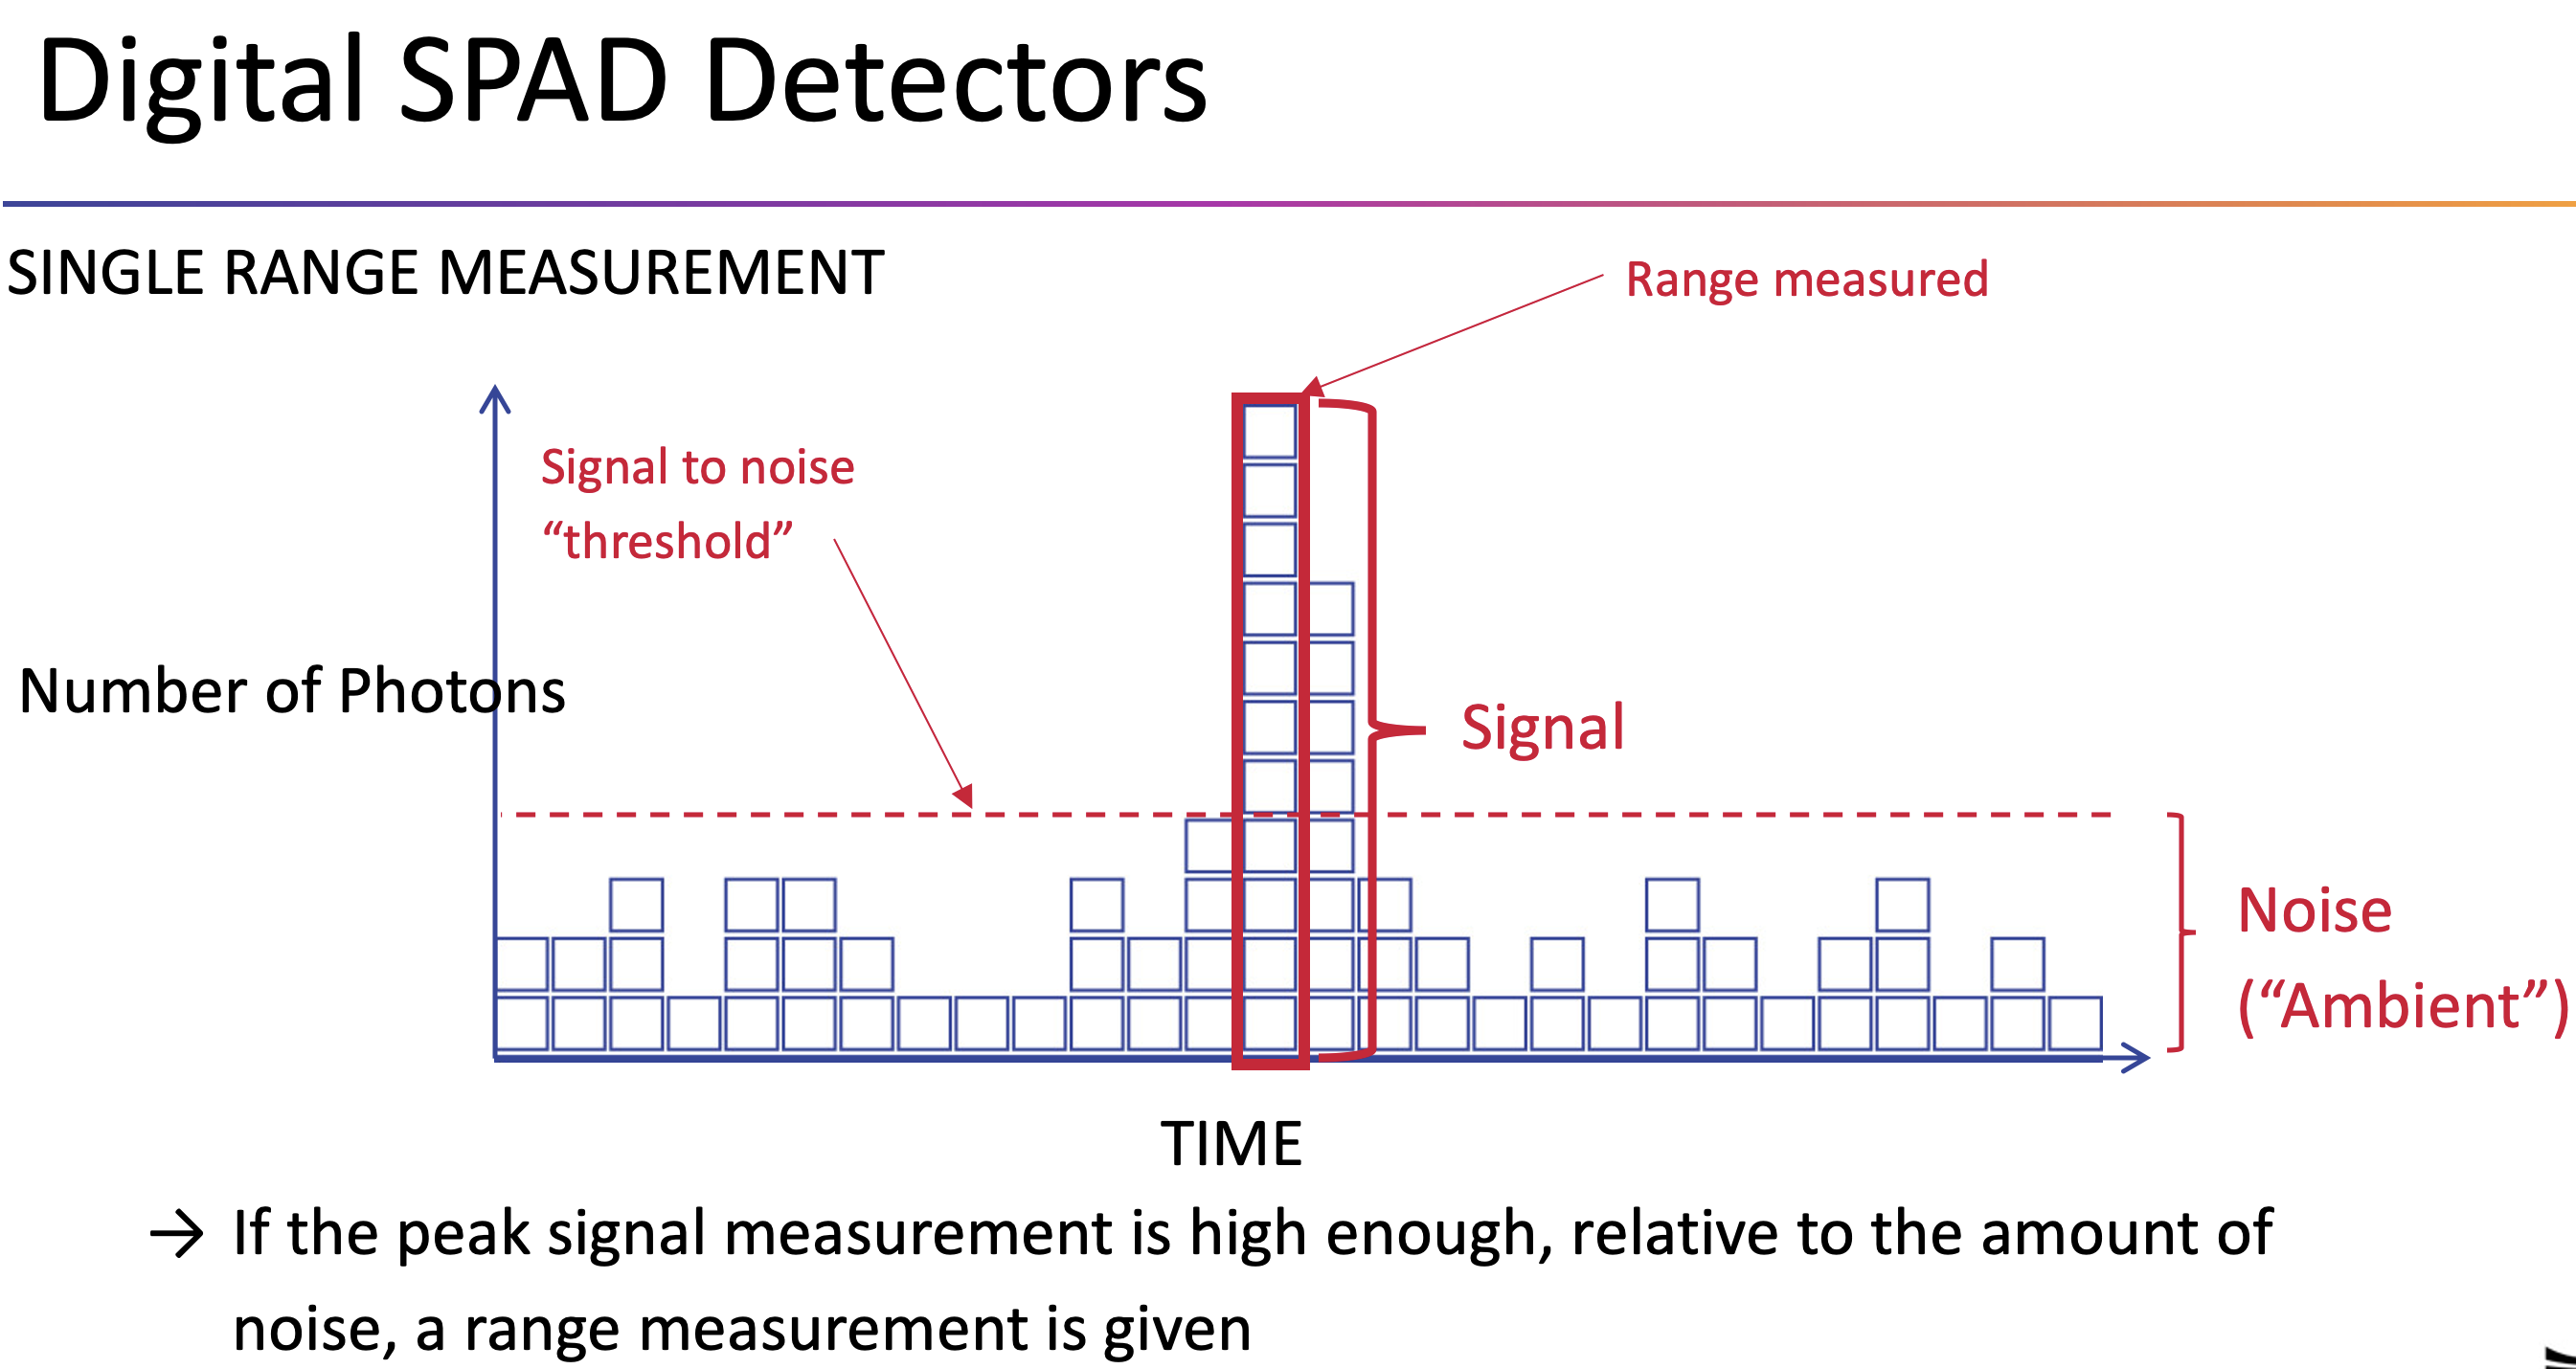 Digital SPAD Detectors
SINGLE RANGE MEASUREMENT
Range measured
Signal to noise
“threshold”
Number of Photons
Signal
Noise
(“Ambient”)
TIME
→ If the peak signal measurement is high enough, relative to the amount of
noise, a range measurement is given